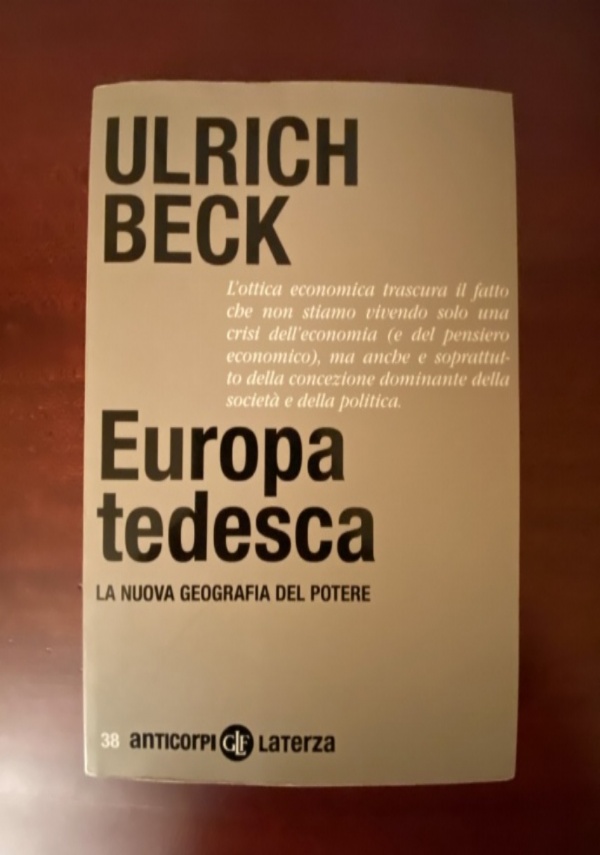 ULRICH
BECK
L'ottica economica trascura il fatto
che non stiamo vivendo solo una
crisi dell'economia (e del pensiero
economico), ma anche e soprattut-
to della concezione dominante della
società e della politica.
Europa
tedesca
LA NUOVA GEOGRAFIA DEL POTERE
38 anticorpi GLF Laterza